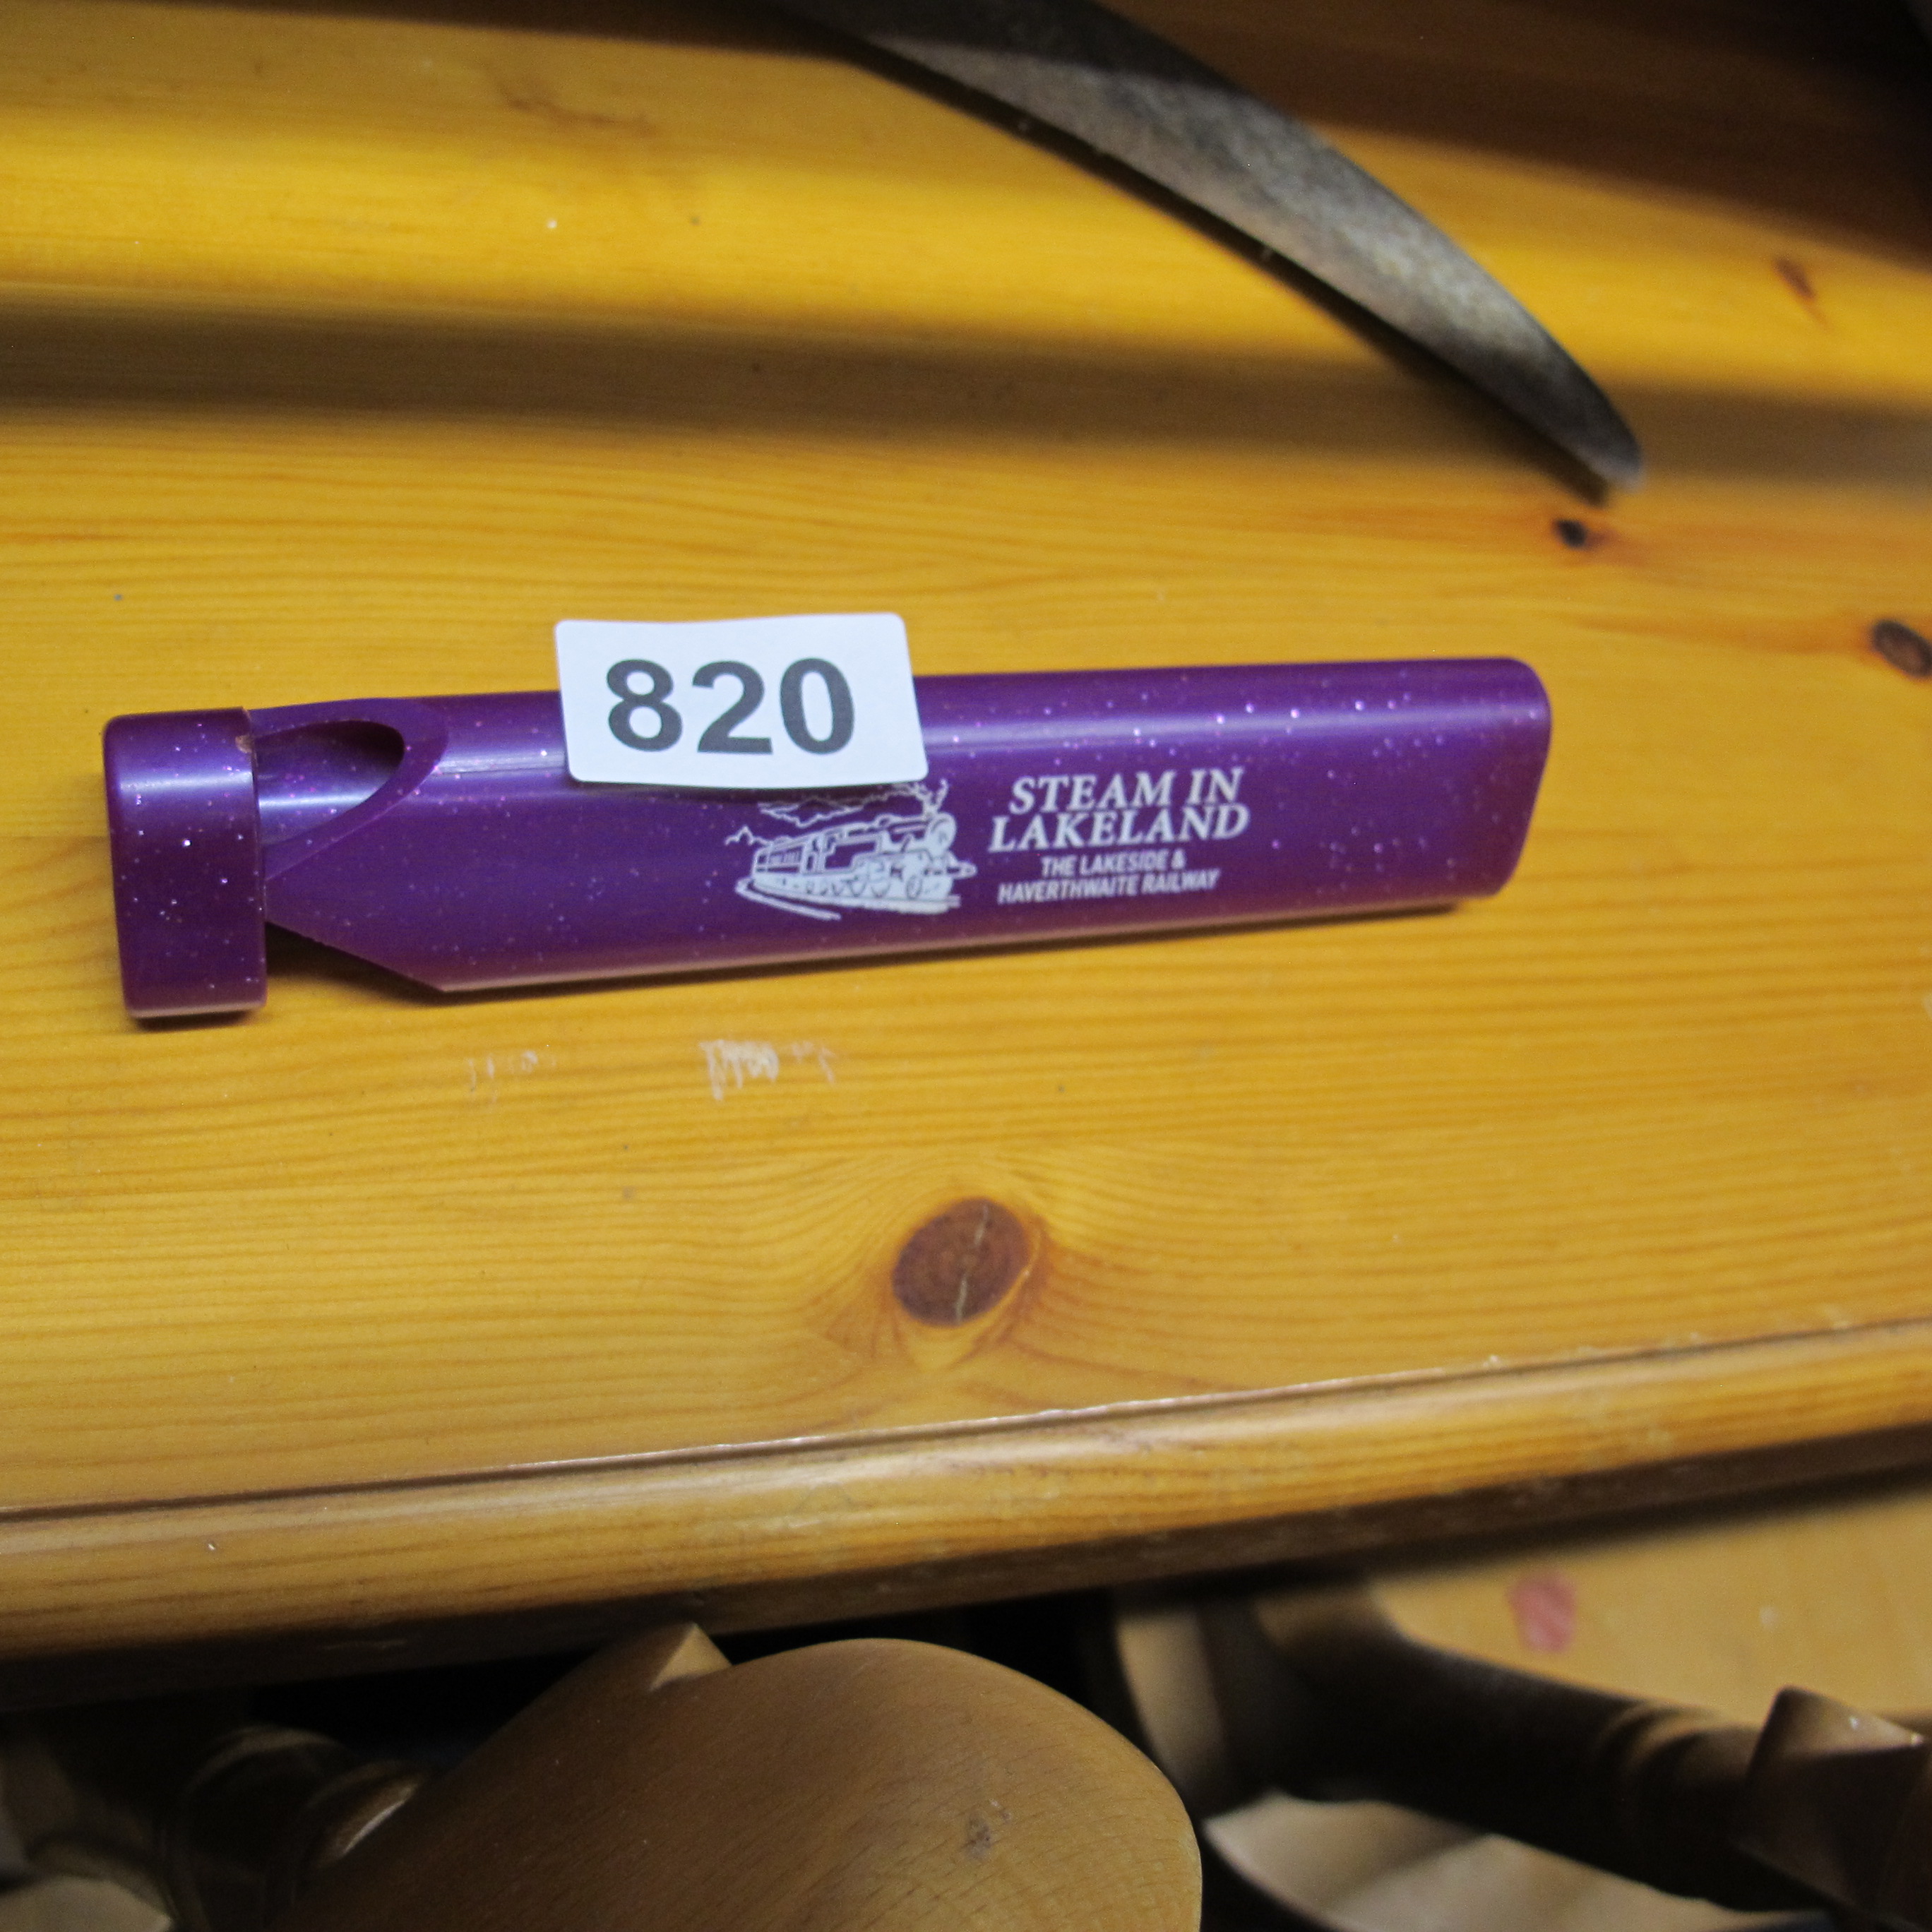 820
STEAM IN
LAKELAND
THE LAKESIDE &
HAVERTHWAITE RAILWAY